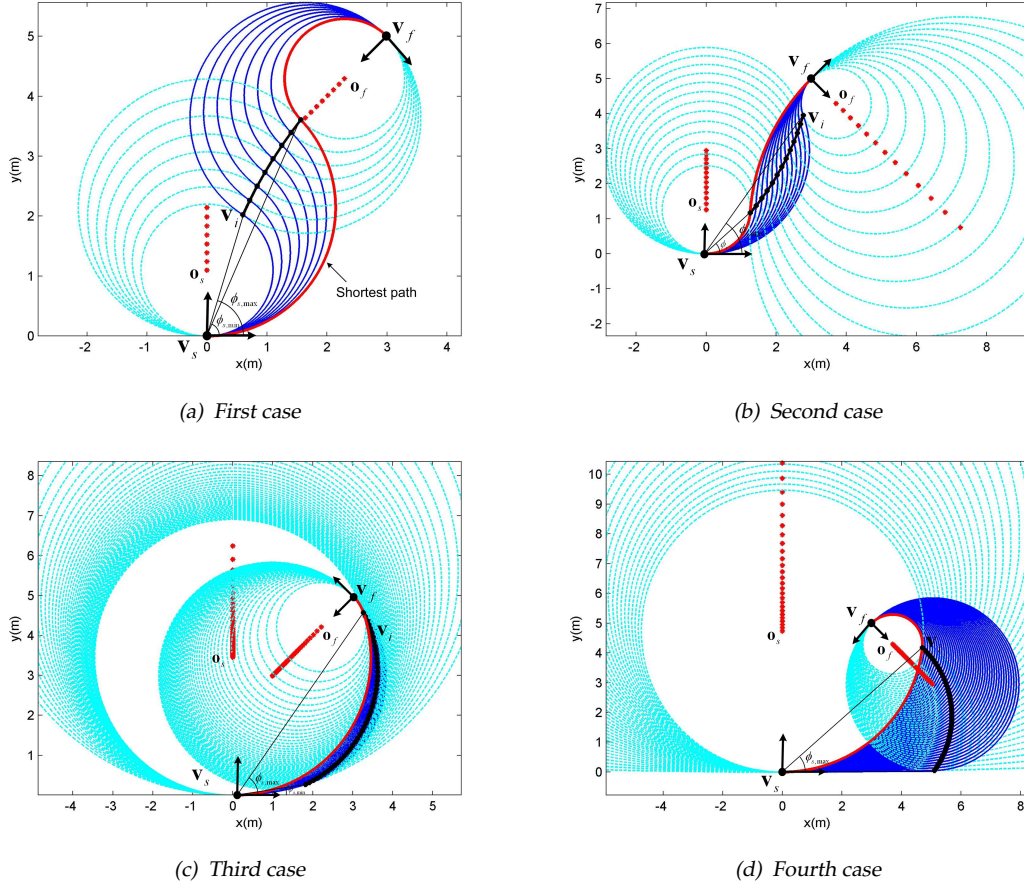 5
4
3
2
1
0
y(m)
-2
-1
0
1
2
3
4
x(m)
v_f
o_f
v_i
o_s
ϕ_{s,max}
ϕ_{s,min}
v_s
Shortest path
(a) First case
7
6
5
4
3
2
1
0
-1
-2
y(m)
-2
0
2
4
6
8
x(m)
v_f
o_f
v_i
o_s
v_s
(b) Second case
8
7
6
5
4
3
2
1
y(m)
-4
-3
-2
-1
0
1
2
3
4
5
x(m)
v_f
v_i
o_f
v_s
ϕ_{s,max}
(c) Third case
10
9
8
7
6
5
4
3
2
1
0
y(m)
-4
-2
0
2
4
6
8
x(m)
o_s
v_f
o_f
ϕ_{s,max}
v_s
(d) Fourth case